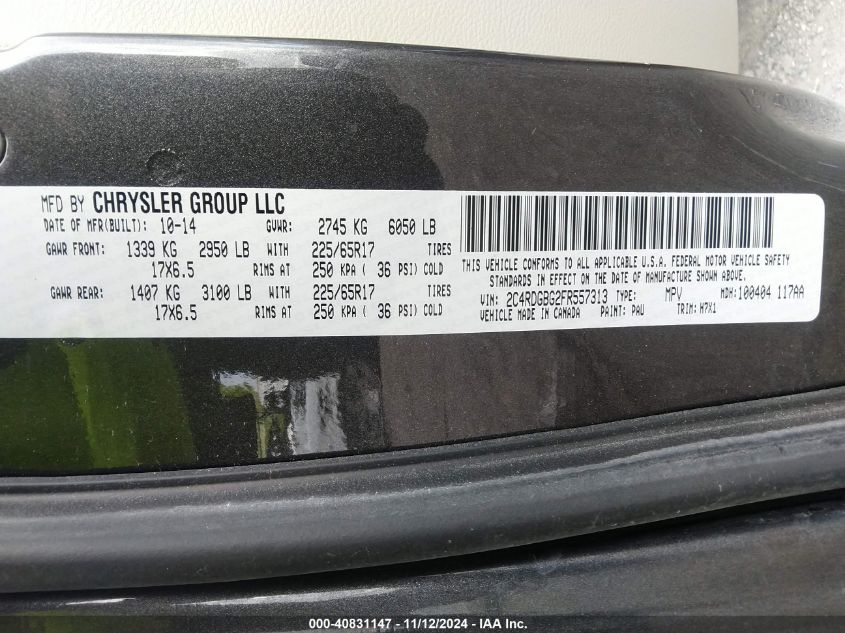 MFD BY CHRYSLER GROUP LLC
DATE OF MFR(BUILT): 10-14 GVWR: 2745 KG 6050 LB
GAWR FRONT: 1339 KG 2950 LB WITH 225/65R17 TIRES
17X6.5 RIMS AT 250 KPA ( 36 PSI) COLD
GAWR REAR: 1407 KG 3100 LB WITH 225/65R17 TIRES
17X6.5 RIMS AT 250 KPA ( 36 PSI) COLD
THIS VEHICLE CONFORMS TO ALL APPLICABLE U.S.A. FEDERAL MOTOR VEHICLE SAFETY
STANDARDS IN EFFECT ON THE DATE OF MANUFACTURE SHOWN ABOVE.
VIN: 2C4RDGBG2FR557313 TYPE: MPV MDH:100404 117AA
VEHICLE MADE IN CANADA PAINT: PAU TRIM: H7X1
000-40831147 - 11/12/2024 - IAA Inc.